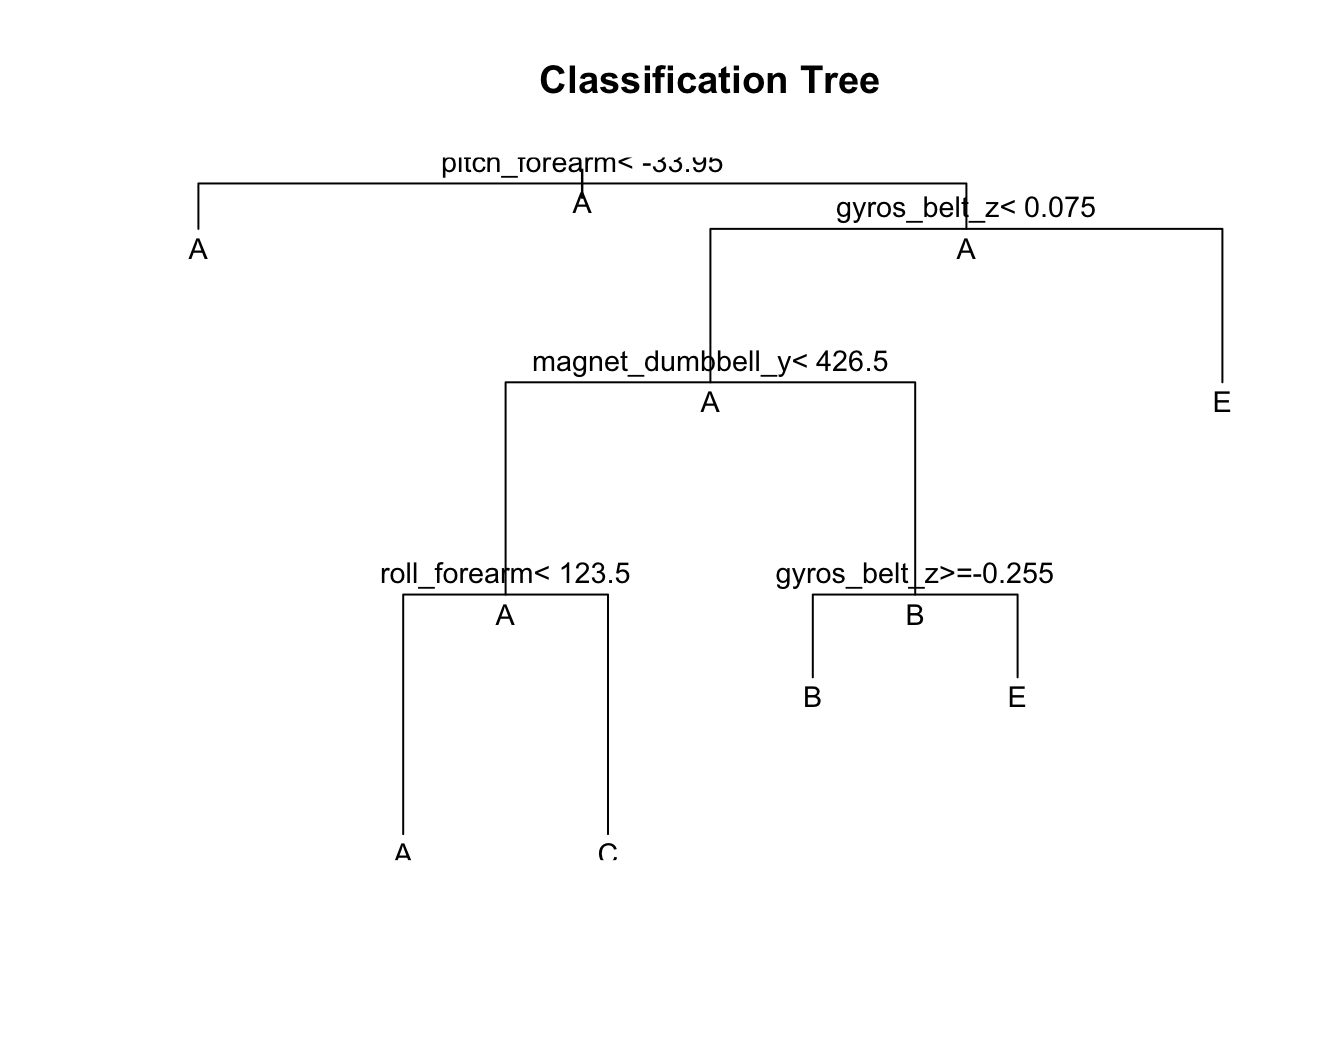 Classification Tree
pitch_forearm< -33.95
A
gyros_belt_z< 0.075
A
A
magnet_dumbbell_y< 426.5
A
E
roll_forearm< 123.5
gyros_belt_z>=-0.255
A
B
B
E
A
C